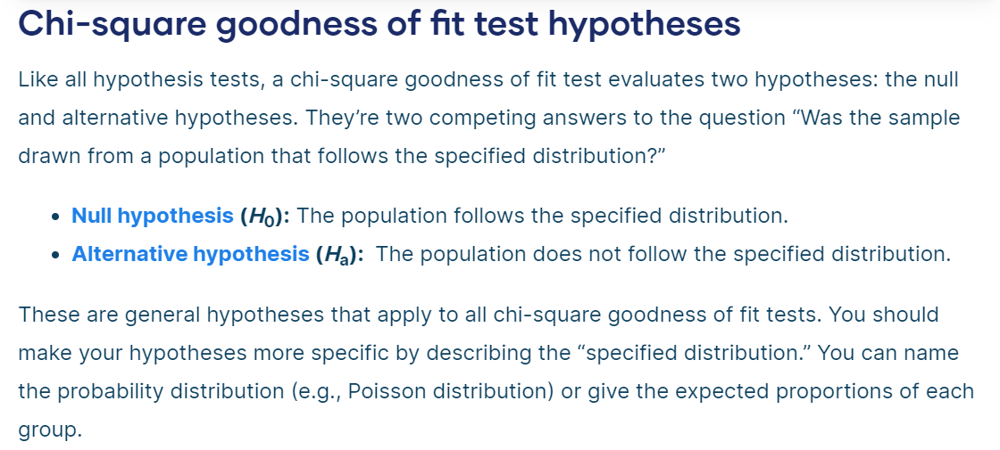 Chi-square goodness of fit test hypotheses
Like all hypothesis tests, a chi-square goodness of fit test evaluates two hypotheses: the null
and alternative hypotheses. They’re two competing answers to the question “Was the sample
drawn from a population that follows the specified distribution?”
• Null hypothesis (H₀): The population follows the specified distribution.
• Alternative hypothesis (Hₐ): The population does not follow the specified distribution.
These are general hypotheses that apply to all chi-square goodness of fit tests. You should
make your hypotheses more specific by describing the “specified distribution.” You can name
the probability distribution (e.g., Poisson distribution) or give the expected proportions of each
group.